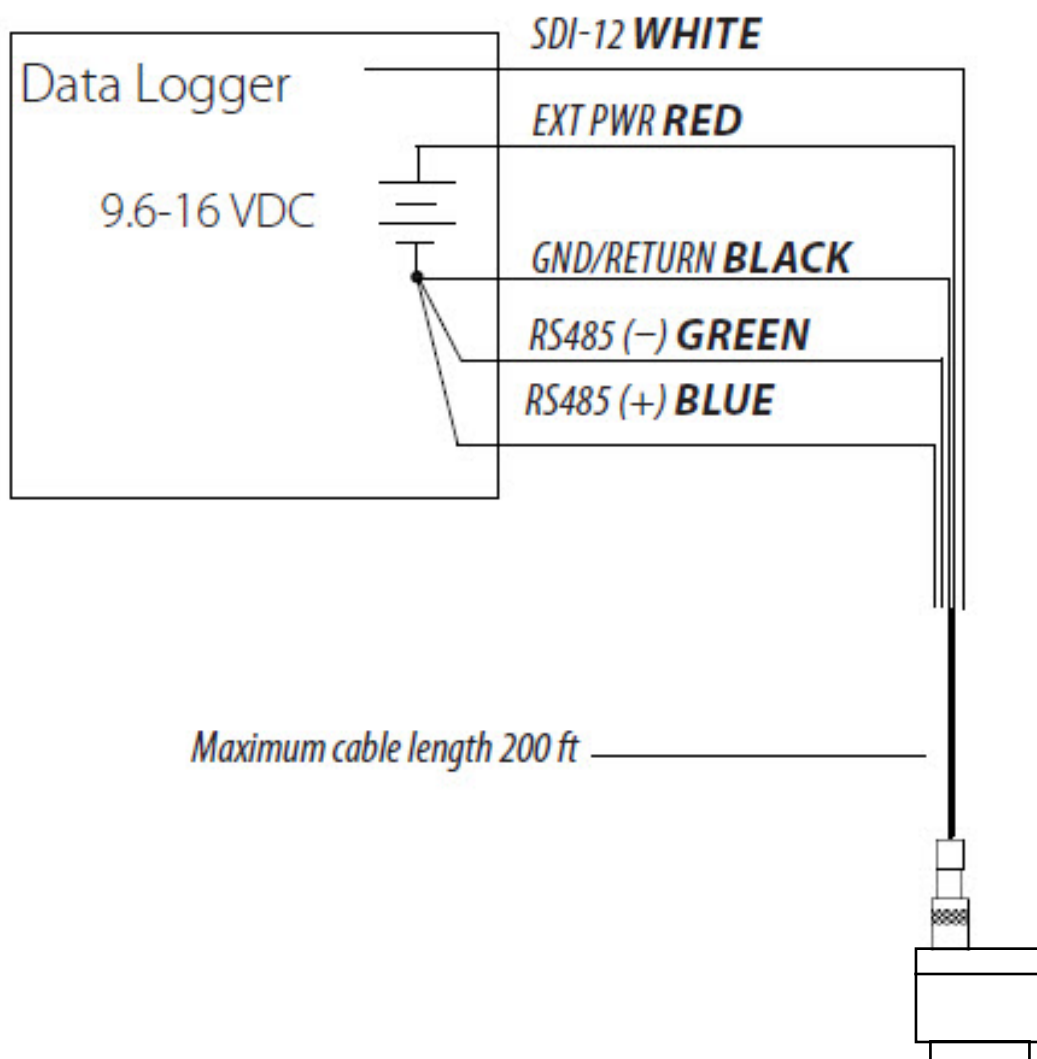 SDI-12 WHITE
Data Logger
EXT PWR RED
9.6-16 VDC
GND/RETURN BLACK
RS485 (−) GREEN
RS485 (+) BLUE
Maximum cable length 200 ft